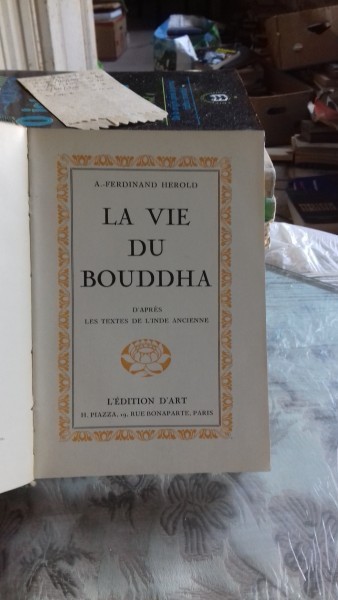 A.-FERDINAND HEROLD
LA VIE
DU
BOUDDHA
D'APRÈS
LES TEXTES DE L'INDE ANCIENNE
L'ÉDITION D'ART
H. PIAZZA, 19, RUE BONAPARTE, PARIS